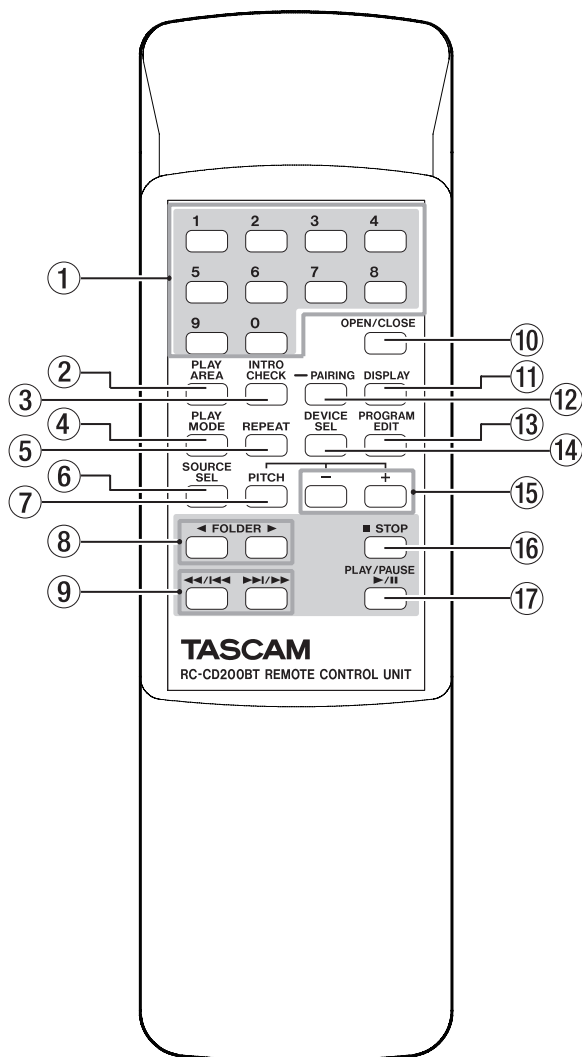 1 2 3 4
① 5 6 7 8
9 0
OPEN/CLOSE
⑩
② PLAY AREA INTRO CHECK
③
— PAIRING DISPLAY ⑪
⑫
④ PLAY MODE
⑤ REPEAT
DEVICE SEL PROGRAM EDIT ⑬
⑭
⑥ SOURCE SEL
⑦ PITCH
− + ⑮
⑧ ◄ FOLDER ►
■ STOP ⑯
⑨ ◄◄/I◄◄ ►►I/►►
PLAY/PAUSE
►/II ⑰
TASCAM
RC-CD200BT REMOTE CONTROL UNIT